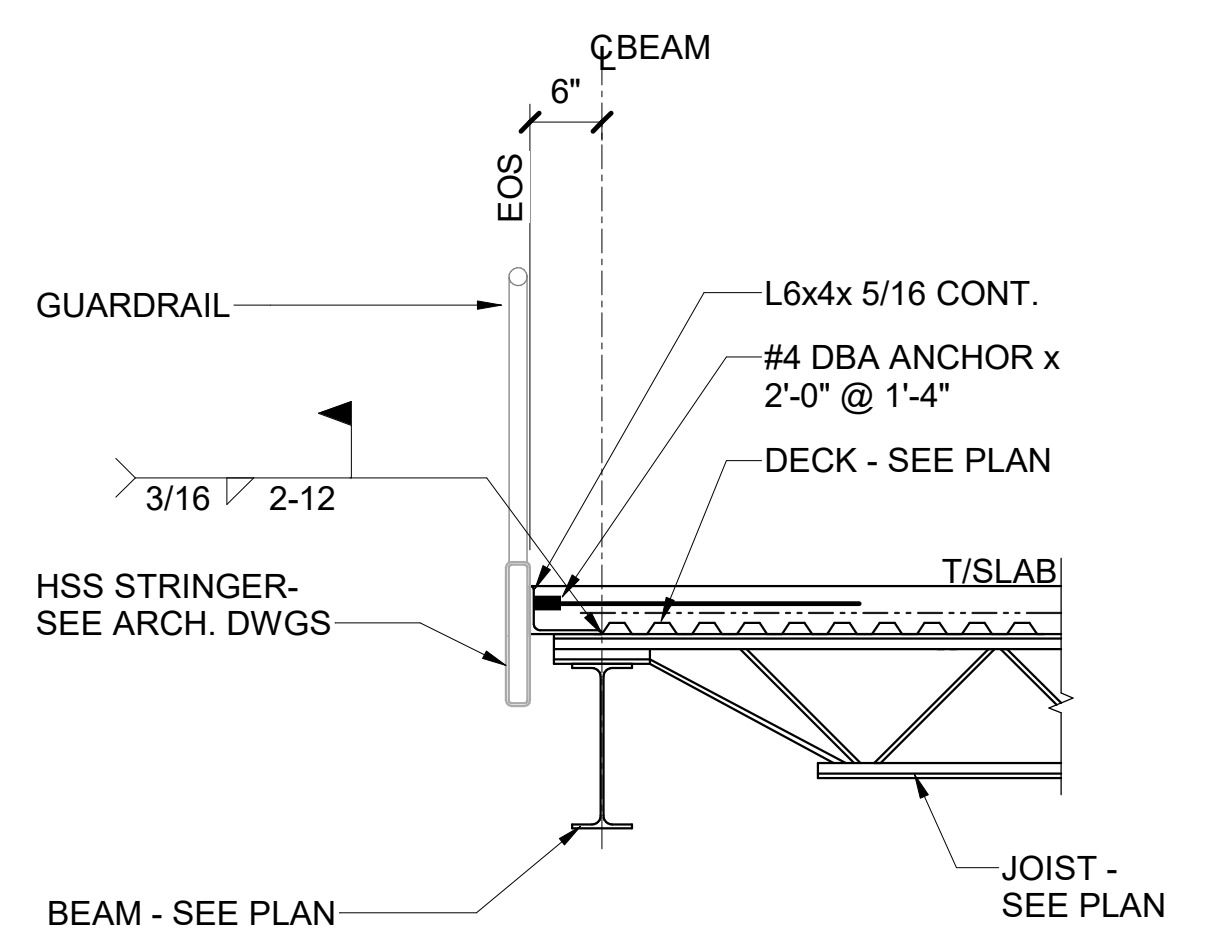 ℄ BEAM
6"
EOS
GUARDRAIL
L6x4x 5/16 CONT.
#4 DBA ANCHOR x
2'-0" @ 1'-4"
DECK - SEE PLAN
3/16 2-12
HSS STRINGER-
SEE ARCH. DWGS
T/SLAB
JOIST -
SEE PLAN
BEAM - SEE PLAN